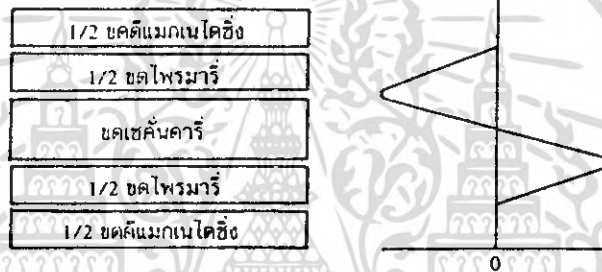 1/2 ขดดีแมกเนไตซิ่ง
1/2 ขดไพรมารี่
ขดเซคั่นดารี่
1/2 ขดไพรมารี่
1/2 ขดดีแมกเนไตซิ่ง
0